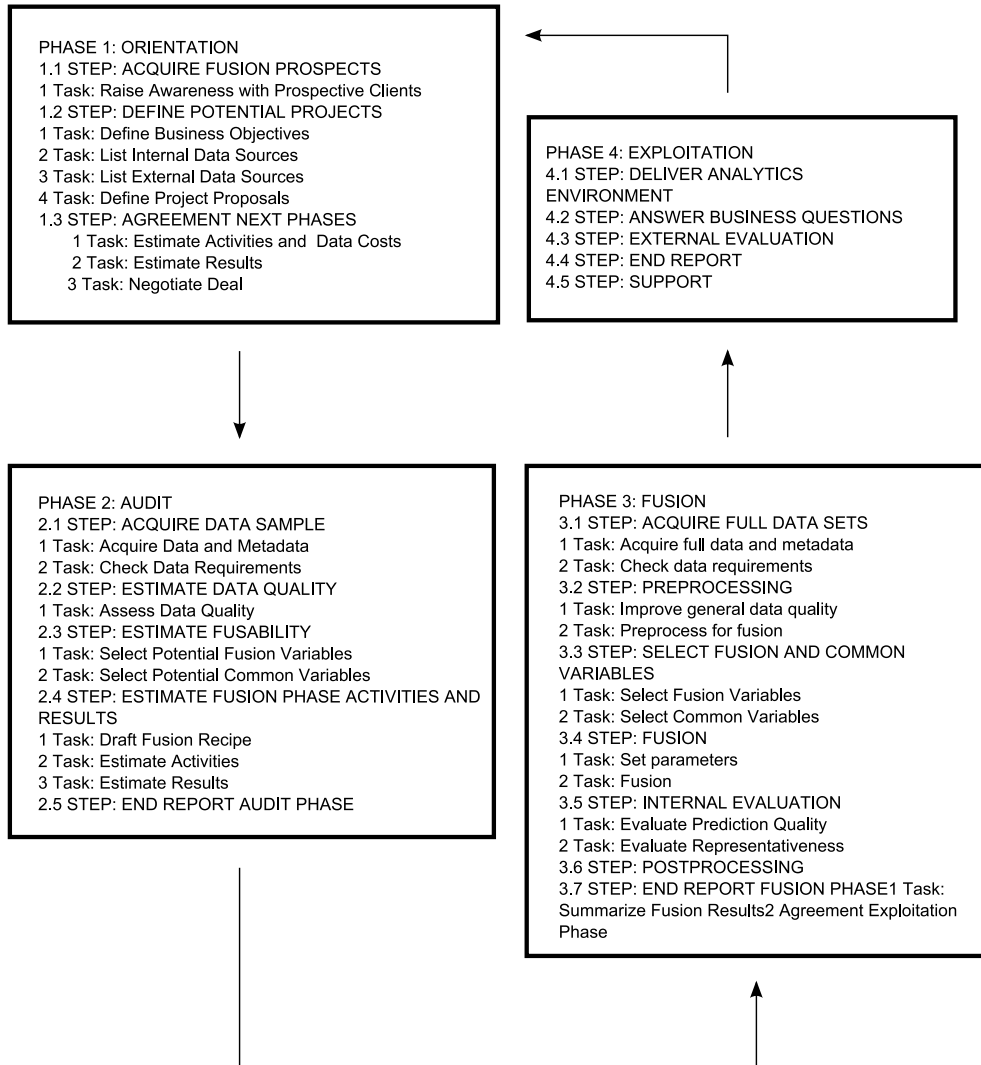 PHASE 1: ORIENTATION
1.1 STEP: ACQUIRE FUSION PROSPECTS
1 Task: Raise Awareness with Prospective Clients
1.2 STEP: DEFINE POTENTIAL PROJECTS
1 Task: Define Business Objectives
2 Task: List Internal Data Sources
3 Task: List External Data Sources
4 Task: Define Project Proposals
1.3 STEP: AGREEMENT NEXT PHASES
1 Task: Estimate Activities and Data Costs
2 Task: Estimate Results
3 Task: Negotiate Deal
PHASE 2: AUDIT
2.1 STEP: ACQUIRE DATA SAMPLE
1 Task: Acquire Data and Metadata
2 Task: Check Data Requirements
2.2 STEP: ESTIMATE DATA QUALITY
1 Task: Assess Data Quality
2.3 STEP: ESTIMATE FUSABILITY
1 Task: Select Potential Fusion Variables
2 Task: Select Potential Common Variables
2.4 STEP: ESTIMATE FUSION PHASE ACTIVITIES AND
RESULTS
1 Task: Draft Fusion Recipe
2 Task: Estimate Activities
3 Task: Estimate Results
2.5 STEP: END REPORT AUDIT PHASE
PHASE 3: FUSION
3.1 STEP: ACQUIRE FULL DATA SETS
1 Task: Acquire full data and metadata
2 Task: Check data requirements
3.2 STEP: PREPROCESSING
1 Task: Improve general data quality
2 Task: Preprocess for fusion
3.3 STEP: SELECT FUSION AND COMMON
VARIABLES
1 Task: Select Fusion Variables
2 Task: Select Common Variables
3.4 STEP: FUSION
1 Task: Set parameters
2 Task: Fusion
3.5 STEP: INTERNAL EVALUATION
1 Task: Evaluate Prediction Quality
2 Task: Evaluate Representativeness
3.6 STEP: POSTPROCESSING
3.7 STEP: END REPORT FUSION PHASE1 Task:
Summarize Fusion Results2 Agreement Exploitation
Phase
PHASE 4: EXPLOITATION
4.1 STEP: DELIVER ANALYTICS
ENVIRONMENT
4.2 STEP: ANSWER BUSINESS QUESTIONS
4.3 STEP: EXTERNAL EVALUATION
4.4 STEP: END REPORT
4.5 STEP: SUPPORT